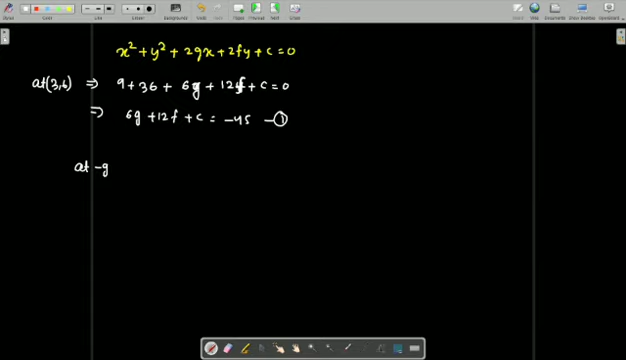 x² + y² + 2gx + 2fy + c = 0
at (3,6) ⇒ 9 + 36 + 6g + 12f + c = 0
⇒ 6g + 12f + c = -45 - ①
at -g